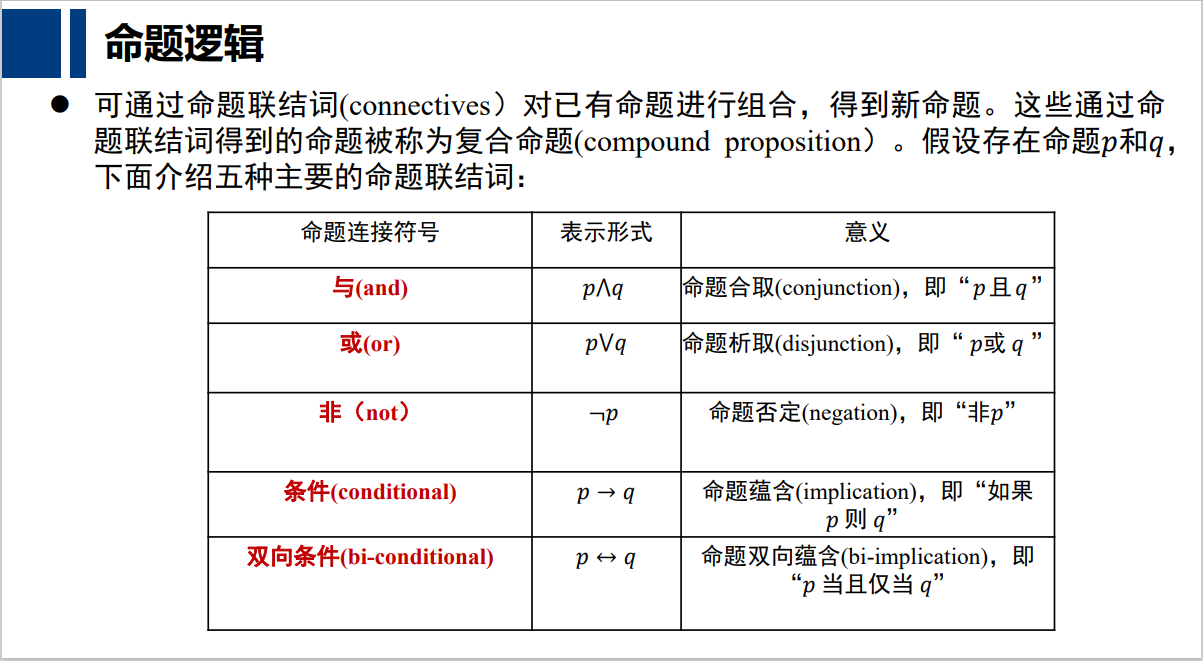 命题逻辑
● 可通过命题联结词(connectives）对已有命题进行组合，得到新命题。这些通过命
题联结词得到的命题被称为复合命题(compound proposition）。假设存在命题p和q，
下面介绍五种主要的命题联结词：
命题连接符号 表示形式 意义
与(and) p∧q 命题合取(conjunction)，即“p且q”
或(or) p∨q 命题析取(disjunction)，即“ p或 q ”
非（not） ¬p 命题否定(negation)，即“非p”
条件(conditional) p → q 命题蕴含(implication)，即“如果
p 则 q”
双向条件(bi-conditional) p ↔ q 命题双向蕴含(bi-implication)，即
“p 当且仅当 q”